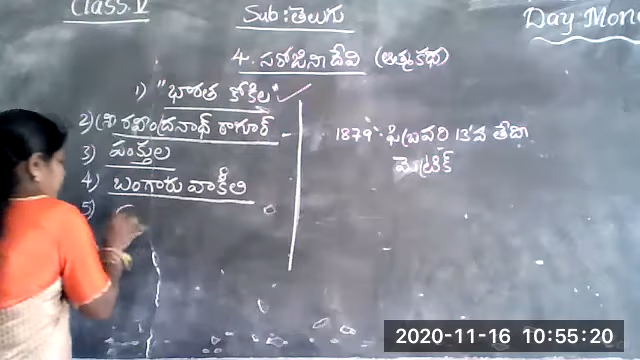 Class.V
Sub: తెలుగు
Day Mon
4. సరోజినీ దేవి (ఆత్మకథ)
1) "భారత కోకిల"
2) శ్రీ రవీంద్రనాథ్ ఠాగూర్
3) పంక్తుల
4) బంగారు వాకిలి
5)
1879 ఫిబ్రవరి 13వ తేదీ
మెట్రిక్
2020-11-16 10:55:20